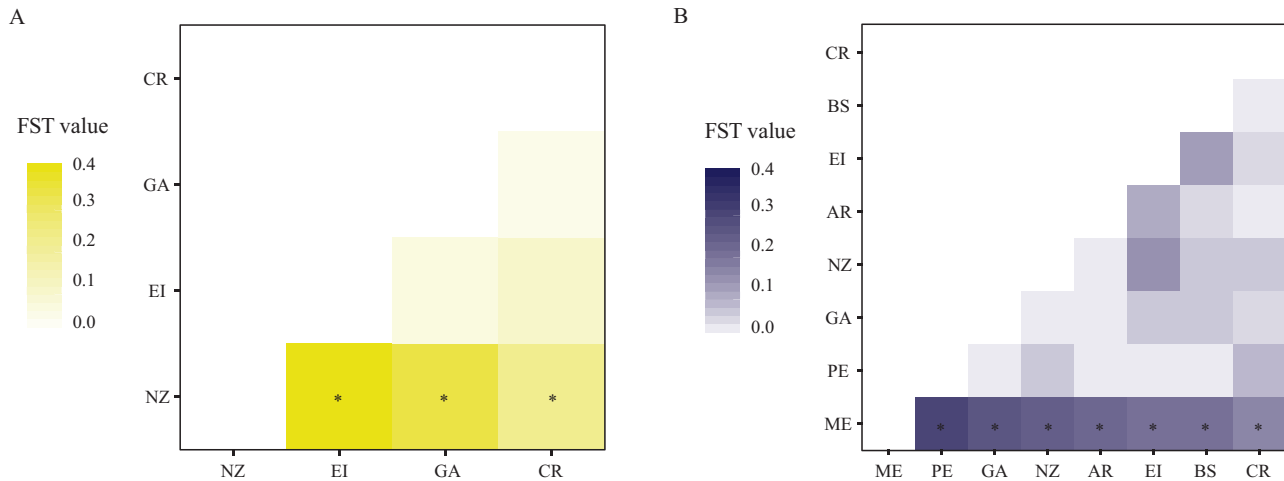 A
FST value
0.4
0.3
0.2
0.1
0.0
CR
GA
EI
NZ
* * *
NZ EI GA CR
B
FST value
0.4
0.3
0.2
0.1
0.0
CR
BS
EI
AR
NZ
GA
PE
ME
* * * * * * *
ME PE GA NZ AR EI BS CR